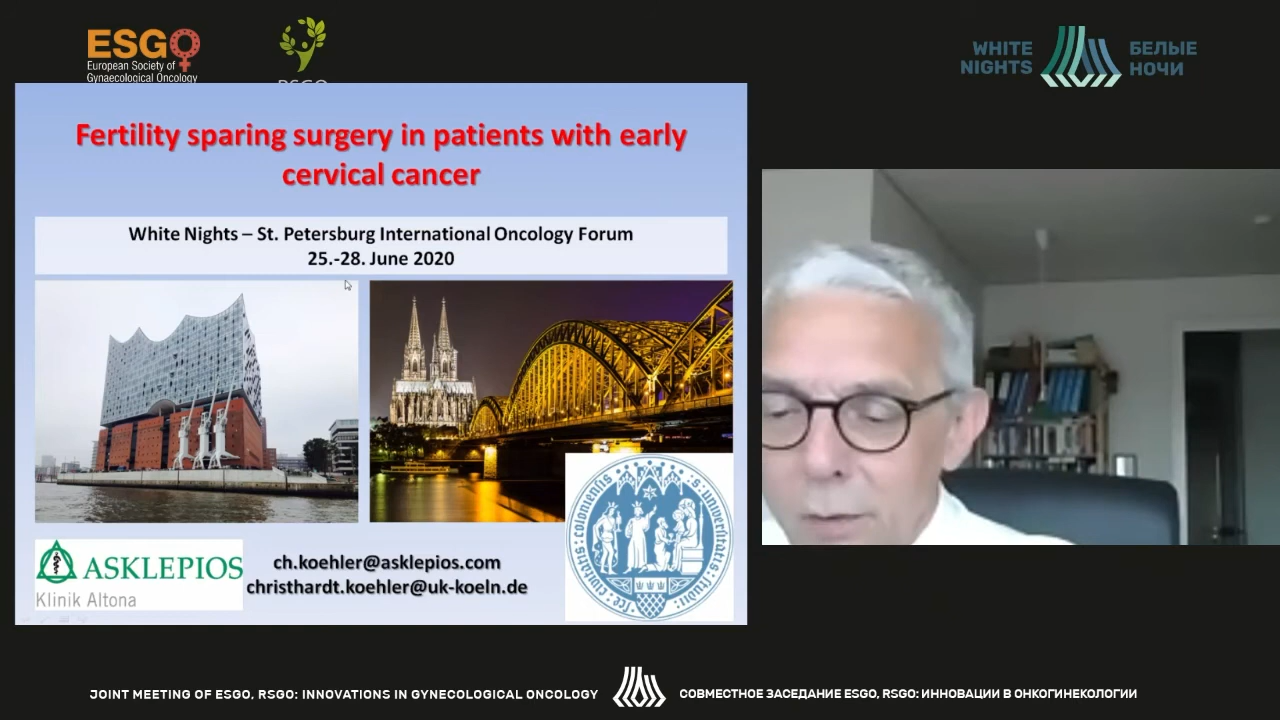 ESGO
European Society of
Gynaecological Oncology
RSGO
WHITE
NIGHTS
БЕЛЫЕ
НОЧИ
Fertility sparing surgery in patients with early
cervical cancer
White Nights – St. Petersburg International Oncology Forum
25.-28. June 2020
ASKLEPIOS
Klinik Altona
ch.koehler@asklepios.com
christhardt.koehler@uk-koeln.de
JOINT MEETING OF ESGO, RSGO: INNOVATIONS IN GYNECOLOGICAL ONCOLOGY
СОВМЕСТНОЕ ЗАСЕДАНИЕ ESGO, RSGO: ИННОВАЦИИ В ОНКОГИНЕКОЛОГИИ